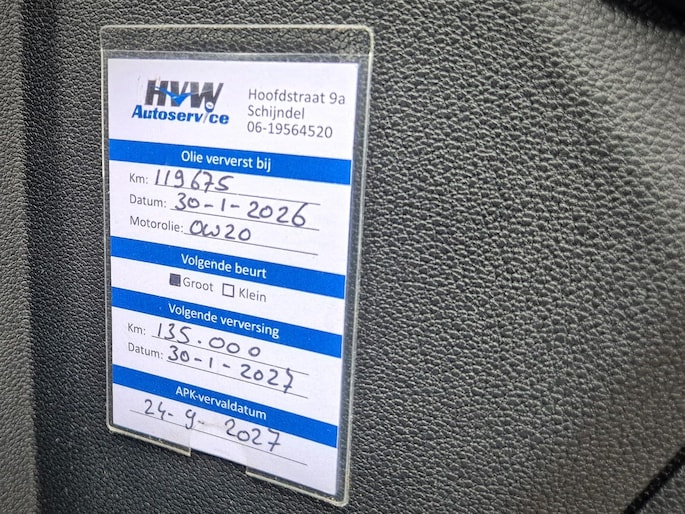 HVW
Autoservice
Hoofdstraat 9a
Schijndel
06-19564520
Olie ververst bij
Km: 119675
Datum: 30-1-2026
Motorolie: 0W20
Volgende beurt
Groot Klein
Volgende verversing
Km: 135.000
Datum: 30-1-2027
APK-vervaldatum
24-9-2027